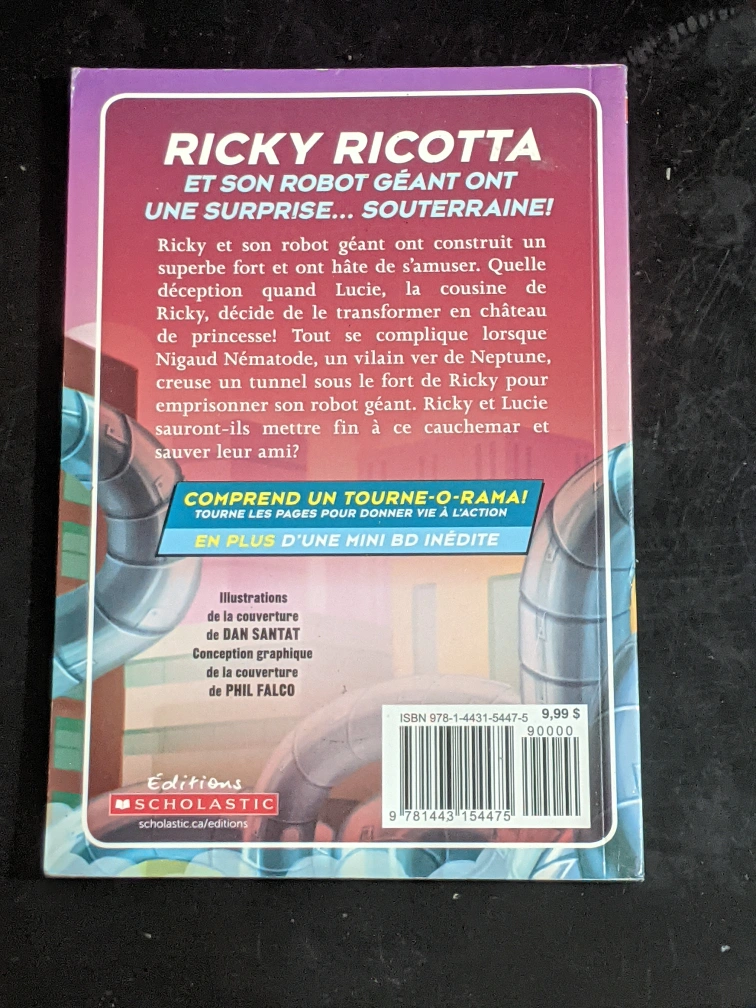 RICKY RICOTTA
ET SON ROBOT GÉANT ONT
UNE SURPRISE... SOUTERRAINE!
Ricky et son robot géant ont construit un
superbe fort et ont hâte de s'amuser. Quelle
déception quand Lucie, la cousine de
Ricky, décide de le transformer en château
de princesse! Tout se complique lorsque
Nigaud Nématode, un vilain ver de Neptune,
creuse un tunnel sous le fort de Ricky pour
emprisonner son robot géant. Ricky et Lucie
sauront-ils mettre fin à ce cauchemar et
sauver leur ami?
COMPREND UN TOURNE-O-RAMA!
TOURNE LES PAGES POUR DONNER VIE À L'ACTION
EN PLUS D'UNE MINI BD INÉDITE
Illustrations
de la couverture
de DAN SANTAT
Conception graphique
de la couverture
de PHIL FALCO
ISBN 978-1-4431-5447-5 9,99 $
90000
9 781443 154475
Éditions
SCHOLASTIC
scholastic.ca/editions